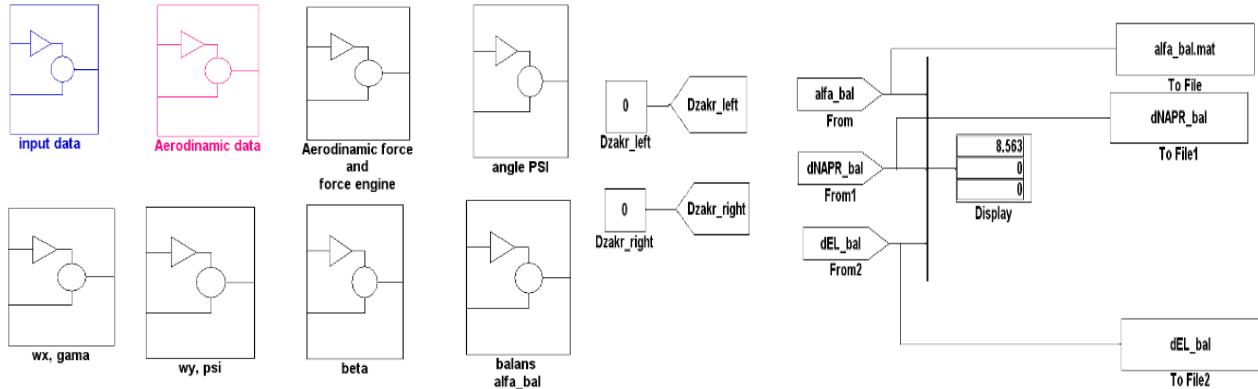 input data
Aerodinamic data
Aerodinamic force
and
force engine
angle PSI
wx, gama
wy, psi
beta
balans
alfa_bal
0
Dzakr_left
Dzakr_left
0
Dzakr_right
Dzakr_right
alfa_bal
From
dNAPR_bal
From1
dEL_bal
From2
8.563
0
0
Display
alfa_bal.mat
To File
dNAPR_bal
To File1
dEL_bal
To File2